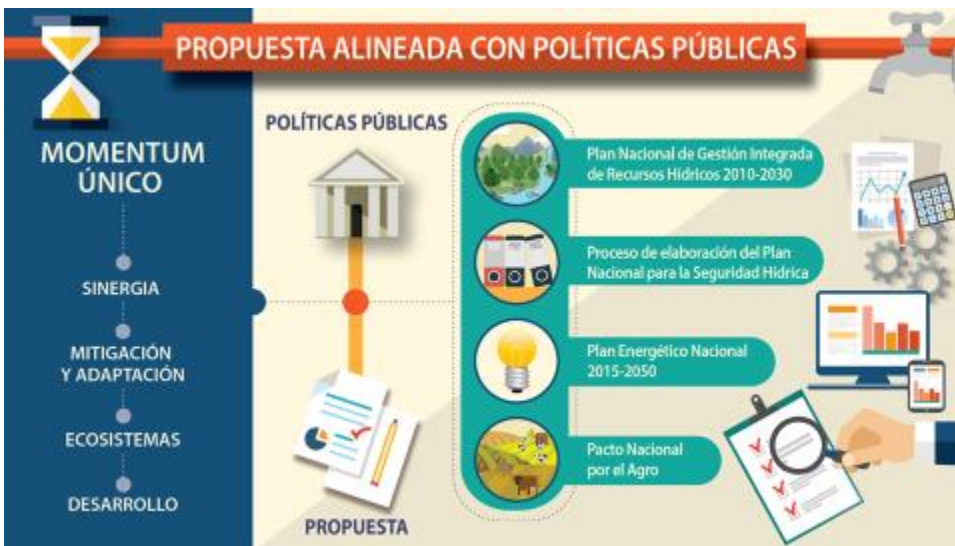 PROPUESTA ALINEADA CON POLÍTICAS PÚBLICAS
MOMENTUM
ÚNICO
SINERGIA
MITIGACIÓN
Y ADAPTACIÓN
ECOSISTEMAS
DESARROLLO
POLÍTICAS PÚBLICAS
PROPUESTA
Plan Nacional de Gestión Integrada
de Recursos Hídricos 2010-2030
Proceso de elaboración del Plan
Nacional para la Seguridad Hídrica
Plan Energético Nacional
2015-2050
Pacto Nacional
por el Agro